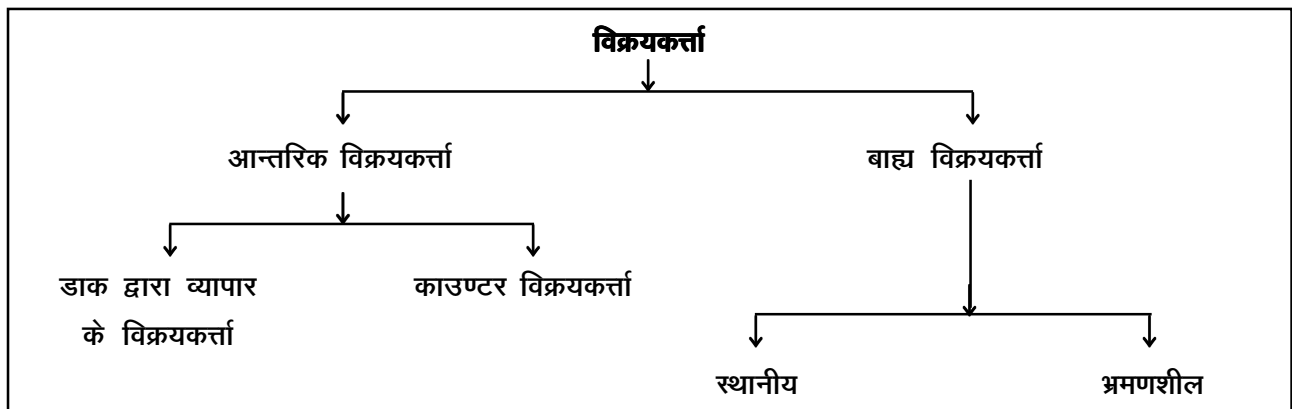 विक्रयकर्त्ता
आन्तरिक विक्रयकर्त्ता
बाह्य विक्रयकर्त्ता
डाक द्वारा व्यापार
के विक्रयकर्त्ता
काउण्टर विक्रयकर्त्ता
स्थानीय
भ्रमणशील